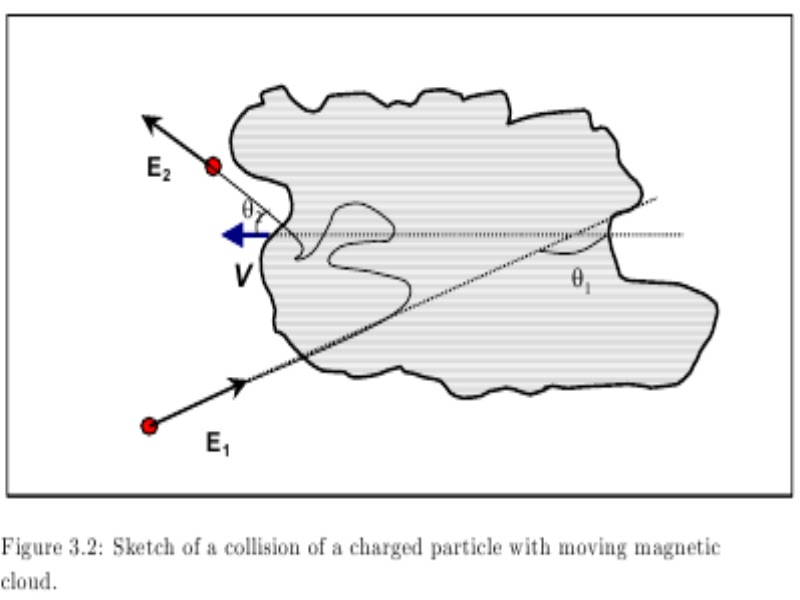 E₂
θ₂
V
θ₁
E₁
Figure 3.2: Sketch of a collision of a charged particle with moving magnetic
cloud.